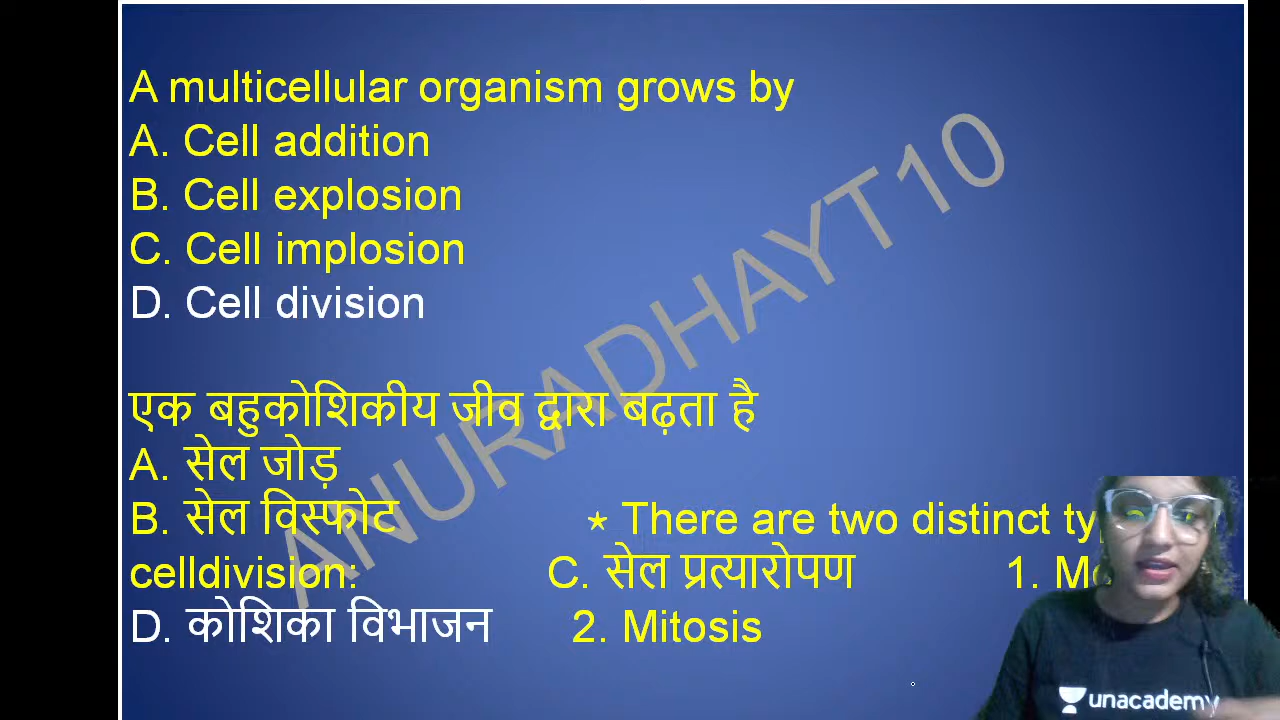 A multicellular organism grows by
A. Cell addition
B. Cell explosion
C. Cell implosion
D. Cell division
एक बहुकोशिकीय जीव द्वारा बढ़ता है
A. सेल जोड़
B. सेल विस्फोट ⋆ There are two distinct
celldivision: C. सेल प्रत्यारोपण 1.
D. कोशिका विभाजन 2. Mitosis
ANURADHAYT10
unacademy